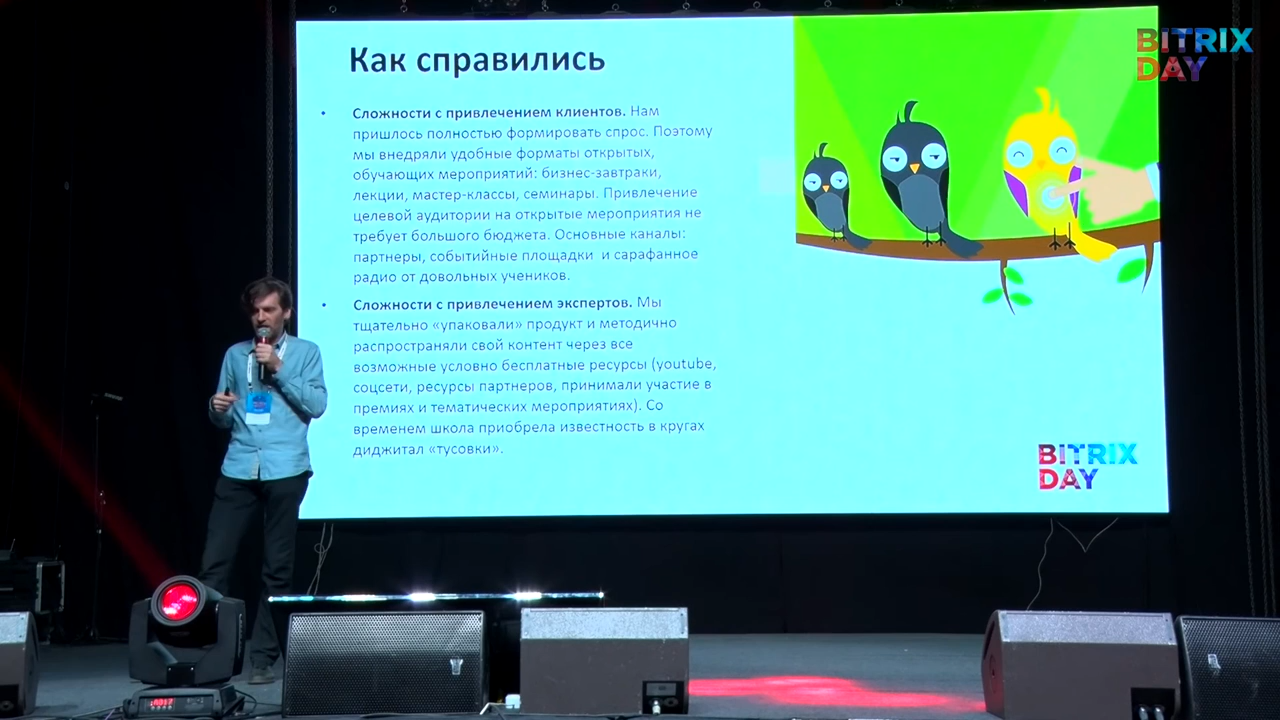 Как справились
• Сложности с привлечением клиентов. Нам
пришлось полностью формировать спрос. Поэтому
мы внедряли удобные форматы открытых,
обучающих мероприятий: бизнес-завтраки,
лекции, мастер-классы, семинары. Привлечение
целевой аудитории на открытые мероприятия не
требует большого бюджета. Основные каналы:
партнеры, событийные площадки и сарафанное
радио от довольных учеников.
• Сложности с привлечением экспертов. Мы
тщательно «упаковали» продукт и методично
распространяли свой контент через все
возможные условно бесплатные ресурсы (youtube,
соцсети, ресурсы партнеров, принимали участие в
премиях и тематических мероприятиях). Со
временем школа приобрела известность в кругах
диджитал «тусовки».
BITRIX
DAY
BITRIX
DAY